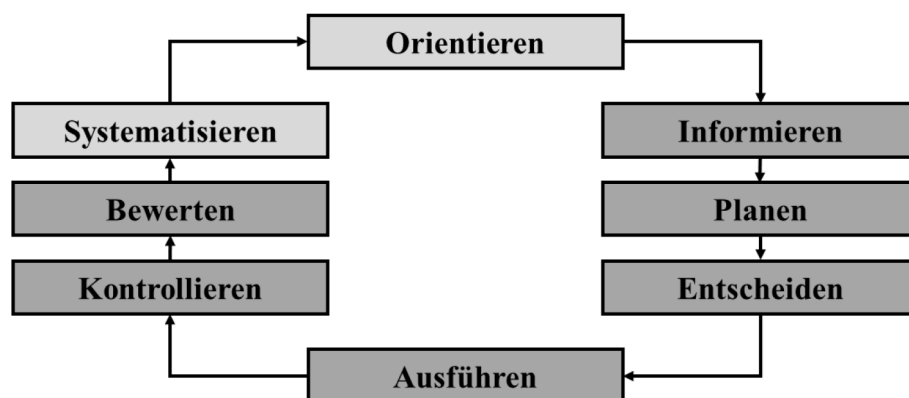 Orientieren
Informieren
Planen
Entscheiden
Ausführen
Kontrollieren
Bewerten
Systematisieren